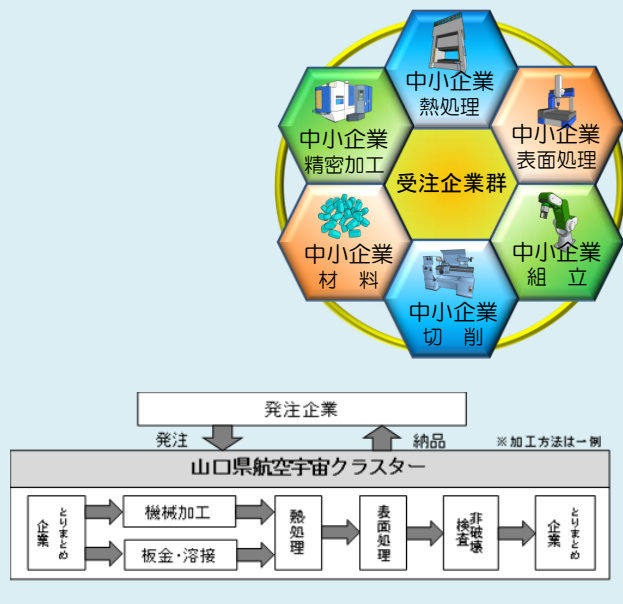 中小企業
熱処理
中小企業
表面処理
中小企業
精密加工
受注企業群
中小企業
材　料
中小企業
組　立
中小企業
切　削
発注企業
発注
納品
※加工方法は一例
山口県航空宇宙クラスター
とりまとめ
企業
機械加工
板金・溶接
熱処理
表面処理
非破壊
検査
とりまとめ
企業